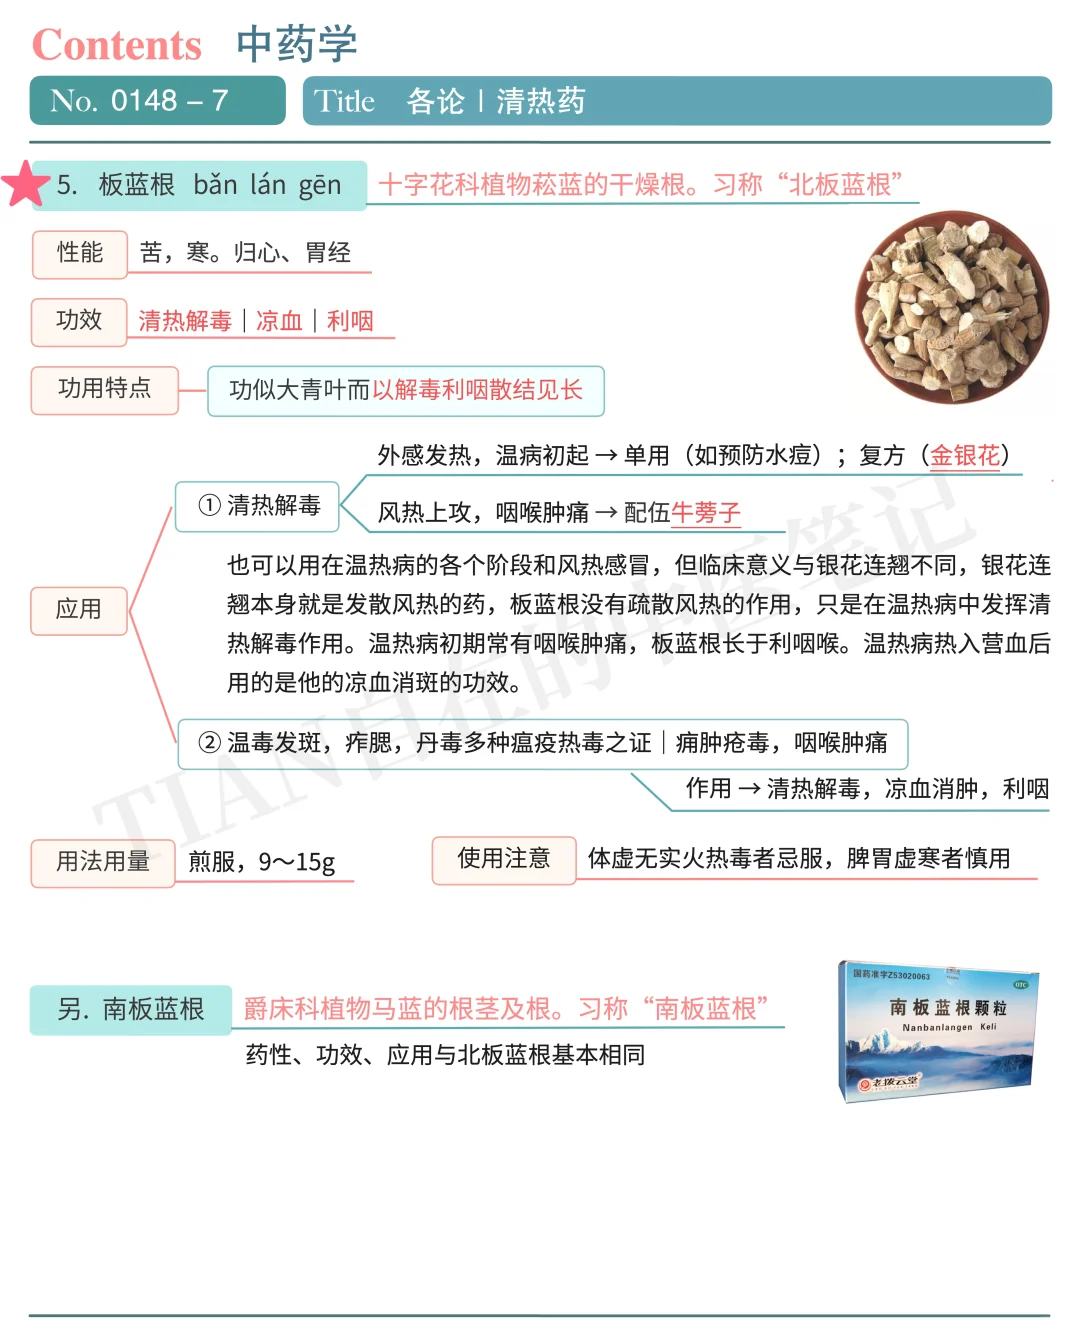 Contents 中药学
No. 0148 – 7
Title 各论 | 清热药
5. 板蓝根 bǎn lán gēn 十字花科植物菘蓝的干燥根。习称“北板蓝根”
性能 苦，寒。归心、胃经
功效 清热解毒｜凉血｜利咽
功用特点 功似大青叶而以解毒利咽散结见长
外感发热，温病初起 → 单用（如预防水痘）；复方（金银花）
① 清热解毒
风热上攻，咽喉肿痛 → 配伍牛蒡子
也可以用在温热病的各个阶段和风热感冒，但临床意义与银花连翘不同，银花连
应用
翘本身就是发散风热的药，板蓝根没有疏散风热的作用，只是在温热病中发挥清
热解毒作用。温热病初期常有咽喉肿痛，板蓝根长于利咽喉。温热病热入营血后
用的是他的凉血消斑的功效。
② 温毒发斑，痄腮，丹毒多种瘟疫热毒之证｜痈肿疮毒，咽喉肿痛
作用 → 清热解毒，凉血消肿，利咽
用法用量 煎服，9～15g
使用注意 体虚无实火热毒者忌服，脾胃虚寒者慎用
TIAN自在的中医笔记
另. 南板蓝根 爵床科植物马蓝的根茎及根。习称“南板蓝根”
药性、功效、应用与北板蓝根基本相同
国药准字Z53020063
OTC
南板蓝根颗粒
Nanbanlangen Keli
老拨云堂